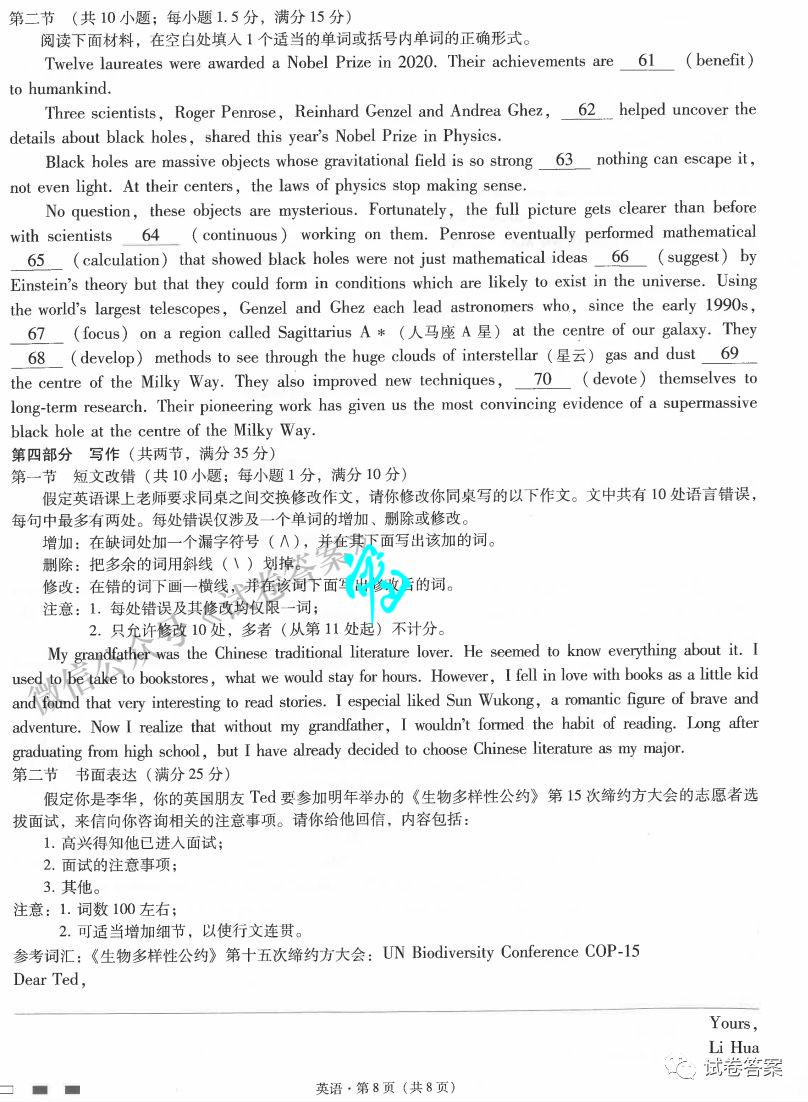 第二节 (共 10 小题；每小题 1.5 分，满分 15 分)
阅读下面材料，在空白处填入 1 个适当的单词或括号内单词的正确形式。
Twelve laureates were awarded a Nobel Prize in 2020. Their achievements are 61 (benefit)
to humankind.
Three scientists, Roger Penrose, Reinhard Genzel and Andrea Ghez, 62 helped uncover the
details about black holes, shared this year's Nobel Prize in Physics.
Black holes are massive objects whose gravitational field is so strong 63 nothing can escape it,
not even light. At their centers, the laws of physics stop making sense.
No question, these objects are mysterious. Fortunately, the full picture gets clearer than before
with scientists 64 (continuous) working on them. Penrose eventually performed mathematical
65 (calculation) that showed black holes were not just mathematical ideas 66 (suggest) by
Einstein's theory but that they could form in conditions which are likely to exist in the universe. Using
the world's largest telescopes, Genzel and Ghez each lead astronomers who, since the early 1990s,
67 (focus) on a region called Sagittarius A * (人马座 A 星) at the centre of our galaxy. They
68 (develop) methods to see through the huge clouds of interstellar (星云) gas and dust 69
the centre of the Milky Way. They also improved new techniques, 70 (devote) themselves to
long-term research. Their pioneering work has given us the most convincing evidence of a supermassive
black hole at the centre of the Milky Way.
第四部分 写作 (共两节，满分 35 分)
第一节 短文改错 (共 10 小题；每小题 1 分，满分 10 分)
假定英语课上老师要求同桌之间交换修改作文，请你修改你同桌写的以下作文。文中共有 10 处语言错误，
每句中最多有两处。每处错误仅涉及一个单词的增加、删除或修改。
增加：在缺词处加一个漏字符号 (∧)，并在其下面写出该加的词。
删除：把多余的词用斜线 (\) 划掉。
修改：在错的词下画一横线，并在该词下面写出修改后的词。
注意：1. 每处错误及其修改均仅限一词；
2. 只允许修改 10 处，多者 (从第 11 处起) 不计分。
My grandfather was the Chinese traditional literature lover. He seemed to know everything about it. I
used to be take to bookstores, what we would stay for hours. However, I fell in love with books as a little kid
and found that very interesting to read stories. I especial liked Sun Wukong, a romantic figure of brave and
adventure. Now I realize that without my grandfather, I wouldn't formed the habit of reading. Long after
graduating from high school, but I have already decided to choose Chinese literature as my major.
第二节 书面表达 (满分 25 分)
假定你是李华，你的英国朋友 Ted 要参加明年举办的《生物多样性公约》第 15 次缔约方大会的志愿者选
拔面试，来信向你咨询相关的注意事项。请你给他回信，内容包括：
1. 高兴得知他已进入面试；
2. 面试的注意事项；
3. 其他。
注意：1. 词数 100 左右；
2. 可适当增加细节，以使行文连贯。
参考词汇：《生物多样性公约》第十五次缔约方大会：UN Biodiversity Conference COP-15
Dear Ted,
Yours,
Li Hua
英语·第 8 页 (共 8 页)
微信公众号《试卷答案》
试卷答案